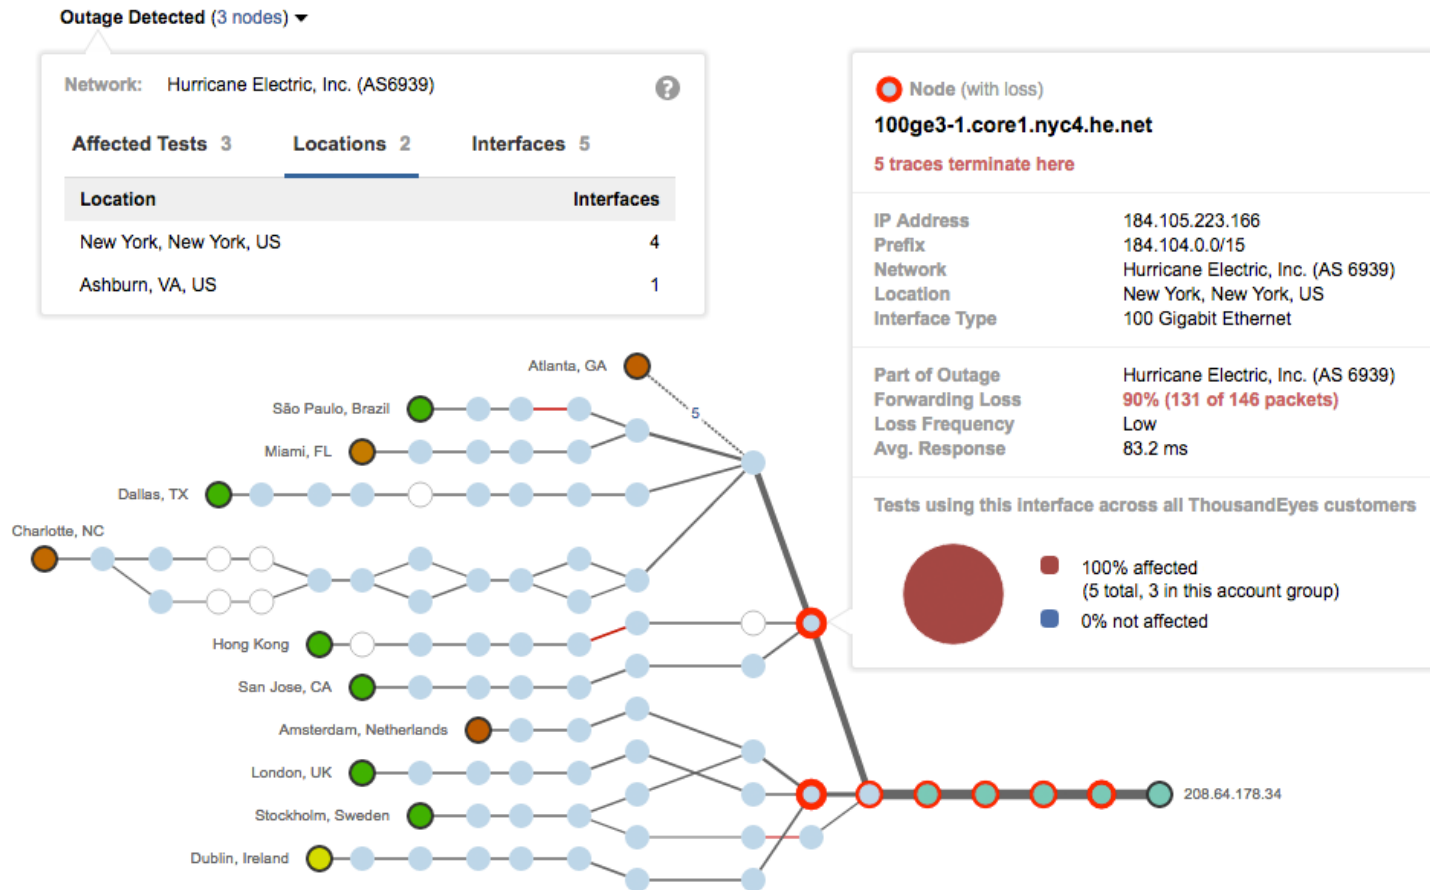 Outage Detected (3 nodes)
Network: Hurricane Electric, Inc. (AS6939) ?
Affected Tests 3 Locations 2 Interfaces 5
Location Interfaces
New York, New York, US 4
Ashburn, VA, US 1
Node (with loss)
100ge3-1.core1.nyc4.he.net
5 traces terminate here
IP Address 184.105.223.166
Prefix 184.104.0.0/15
Network Hurricane Electric, Inc. (AS 6939)
Location New York, New York, US
Interface Type 100 Gigabit Ethernet
Part of Outage Hurricane Electric, Inc. (AS 6939)
Forwarding Loss 90% (131 of 146 packets)
Loss Frequency Low
Avg. Response 83.2 ms
Tests using this interface across all ThousandEyes customers
100% affected
(5 total, 3 in this account group)
0% not affected
Atlanta, GA
São Paulo, Brazil
5
Miami, FL
Dallas, TX
Charlotte, NC
Hong Kong
San Jose, CA
Amsterdam, Netherlands
London, UK
208.64.178.34
Stockholm, Sweden
Dublin, Ireland